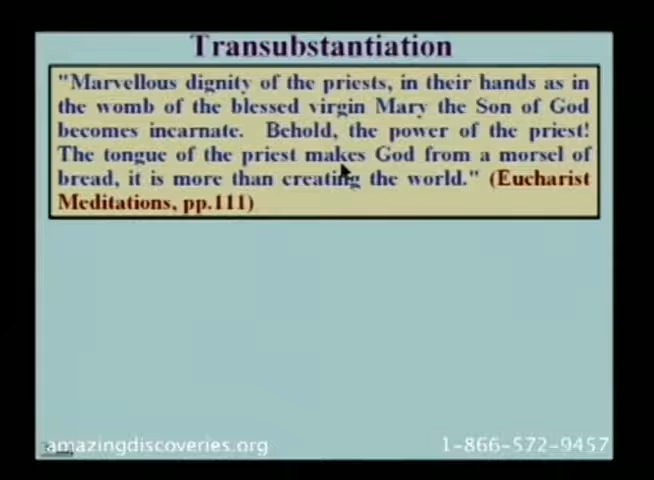 Transubstantiation
"Marvellous dignity of the priests, in their hands as in
the womb of the blessed virgin Mary the Son of God
becomes incarnate. Behold, the power of the priest!
The tongue of the priest makes God from a morsel of
bread, it is more than creating the world." (Eucharist
Meditations, pp.111)
amazingdiscoveries.org
1-866-572-9457